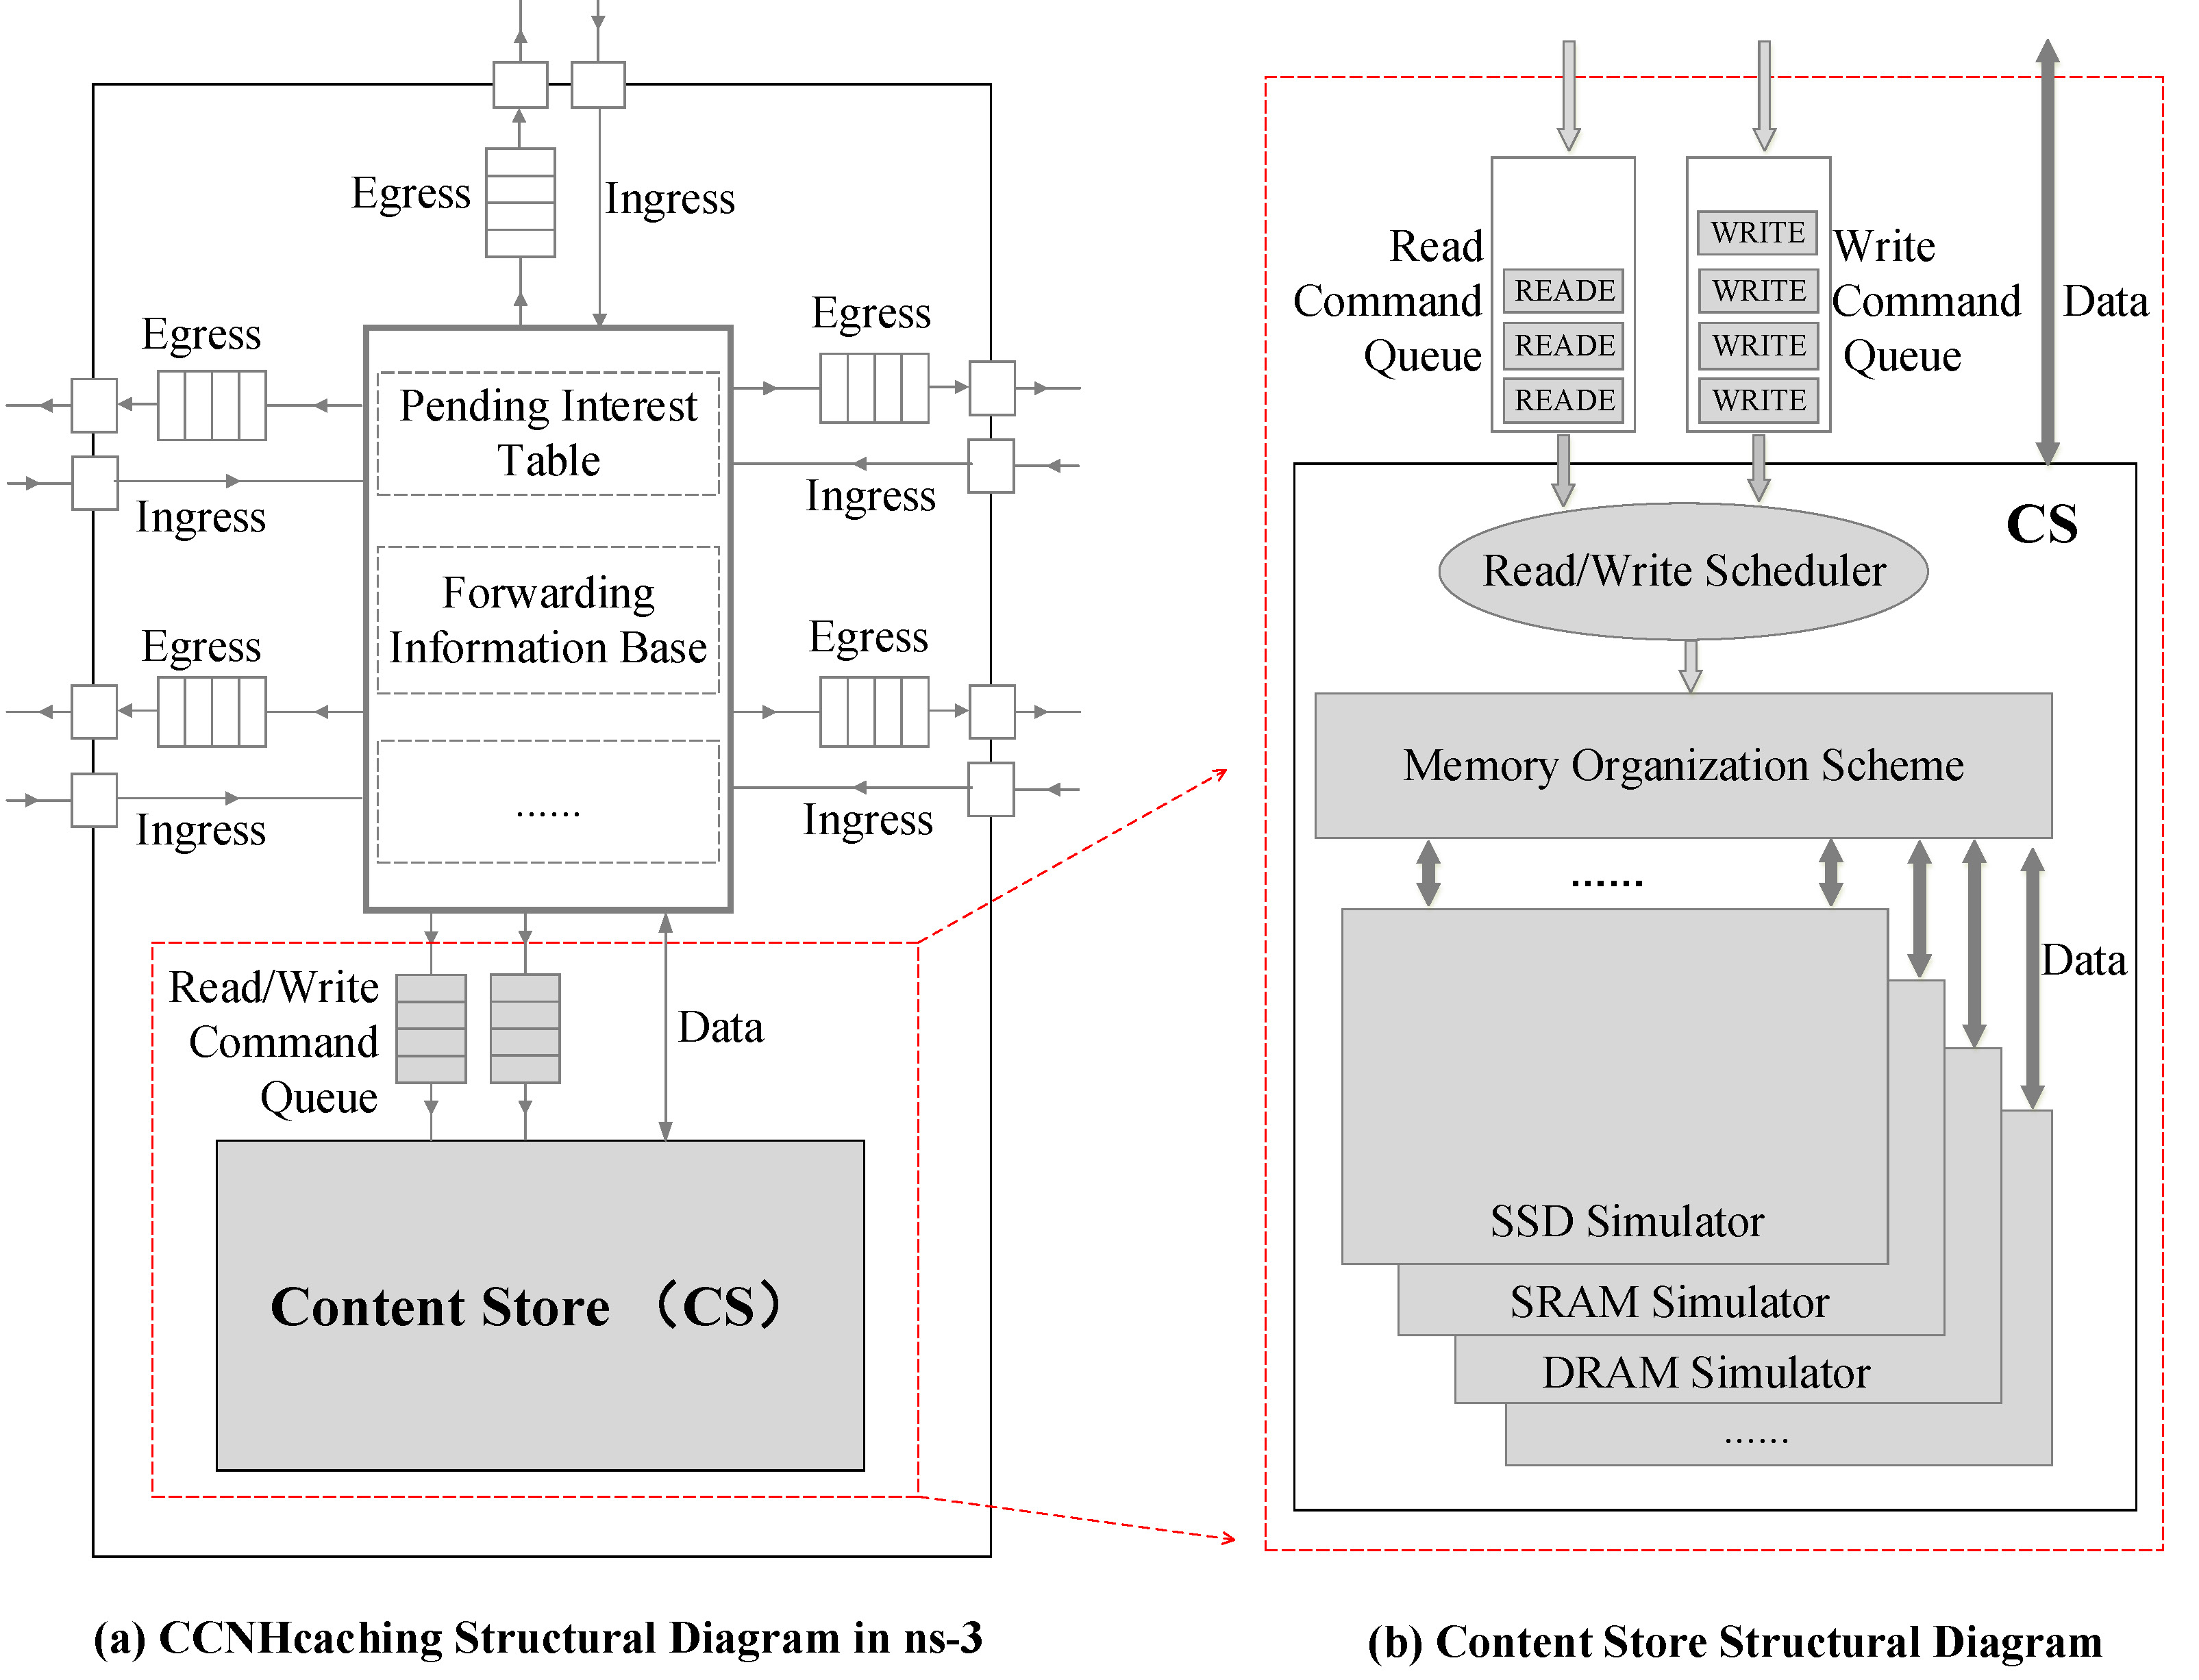 Egress
Ingress
Egress
Egress
Pending Interest
Table
Ingress
Ingress
Forwarding
Information Base
Egress
Egress
......
Ingress
Ingress
Read/Write
Command
Queue
Data
Content Store （CS）
(a) CCNHcaching Structural Diagram in ns-3
Read
Command
Queue
READE
READE
READE
WRITE
WRITE
WRITE
WRITE
Write
Command
Queue
Data
CS
Read/Write Scheduler
Memory Organization Scheme
......
Data
SSD Simulator
SRAM Simulator
DRAM Simulator
......
(b) Content Store Structural Diagram